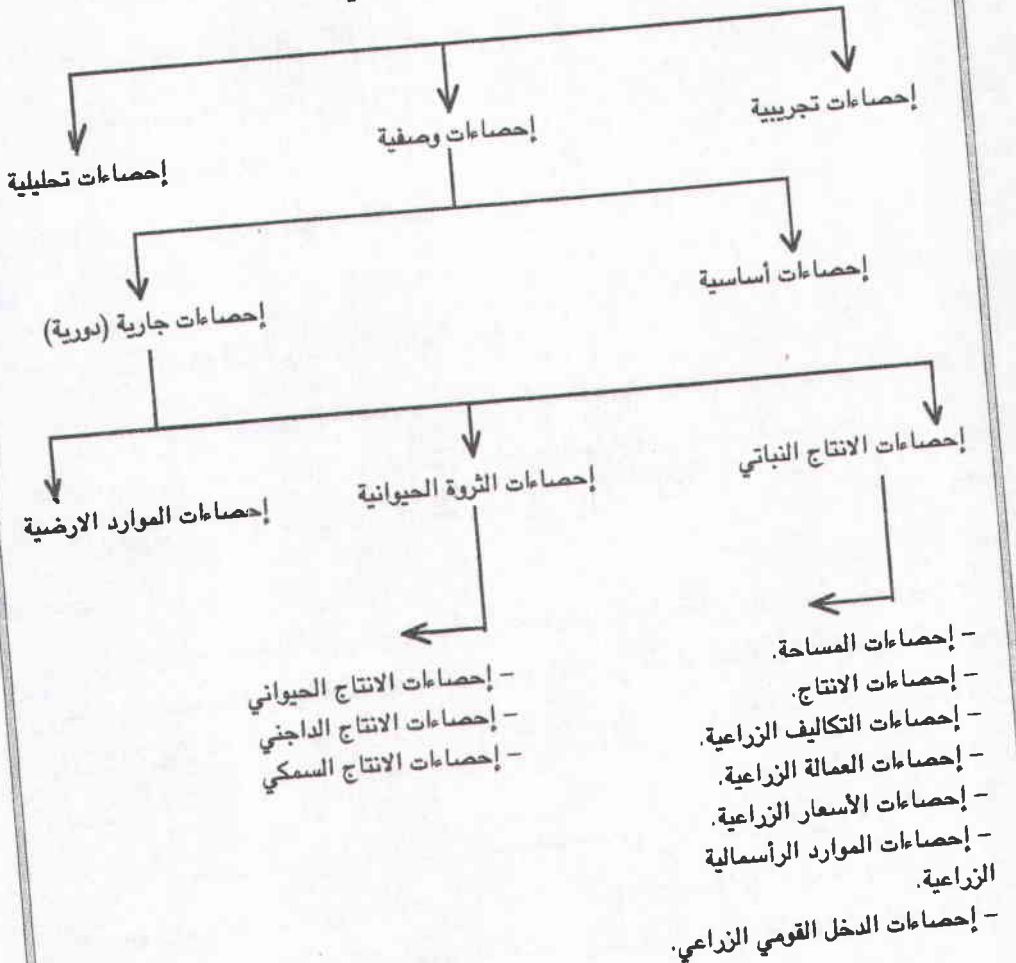 إحصاءات تجريبية
إحصاءات وصفية
إحصاءات تحليلية
إحصاءات أساسية
إحصاءات جارية (دورية)
إحصاءات الانتاج النباتي
إحصاءات الثروة الحيوانية
إحصاءات الموارد الارضية
– إحصاءات المساحة.
– إحصاءات الانتاج.
– إحصاءات التكاليف الزراعية.
– إحصاءات العمالة الزراعية.
– إحصاءات الأسعار الزراعية.
– إحصاءات الموارد الرأسمالية
الزراعية.
– إحصاءات الدخل القومي الزراعي.
– إحصاءات الانتاج الحيواني
– إحصاءات الانتاج الداجني
– إحصاءات الانتاج السمكي